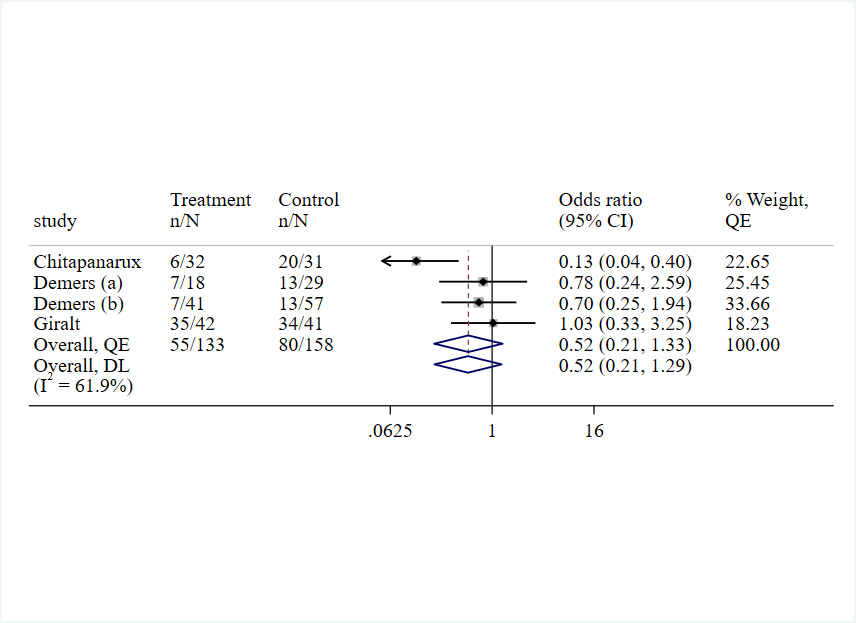 Treatment Control Odds ratio % Weight,
study n/N n/N (95% CI) QE
Chitapanarux 6/32 20/31 0.13 (0.04, 0.40) 22.65
Demers (a) 7/18 13/29 0.78 (0.24, 2.59) 25.45
Demers (b) 7/41 13/57 0.70 (0.25, 1.94) 33.66
Giralt 35/42 34/41 1.03 (0.33, 3.25) 18.23
Overall, QE 55/133 80/158 0.52 (0.21, 1.33) 100.00
Overall, DL 0.52 (0.21, 1.29)
(I² = 61.9%)
.0625 1 16